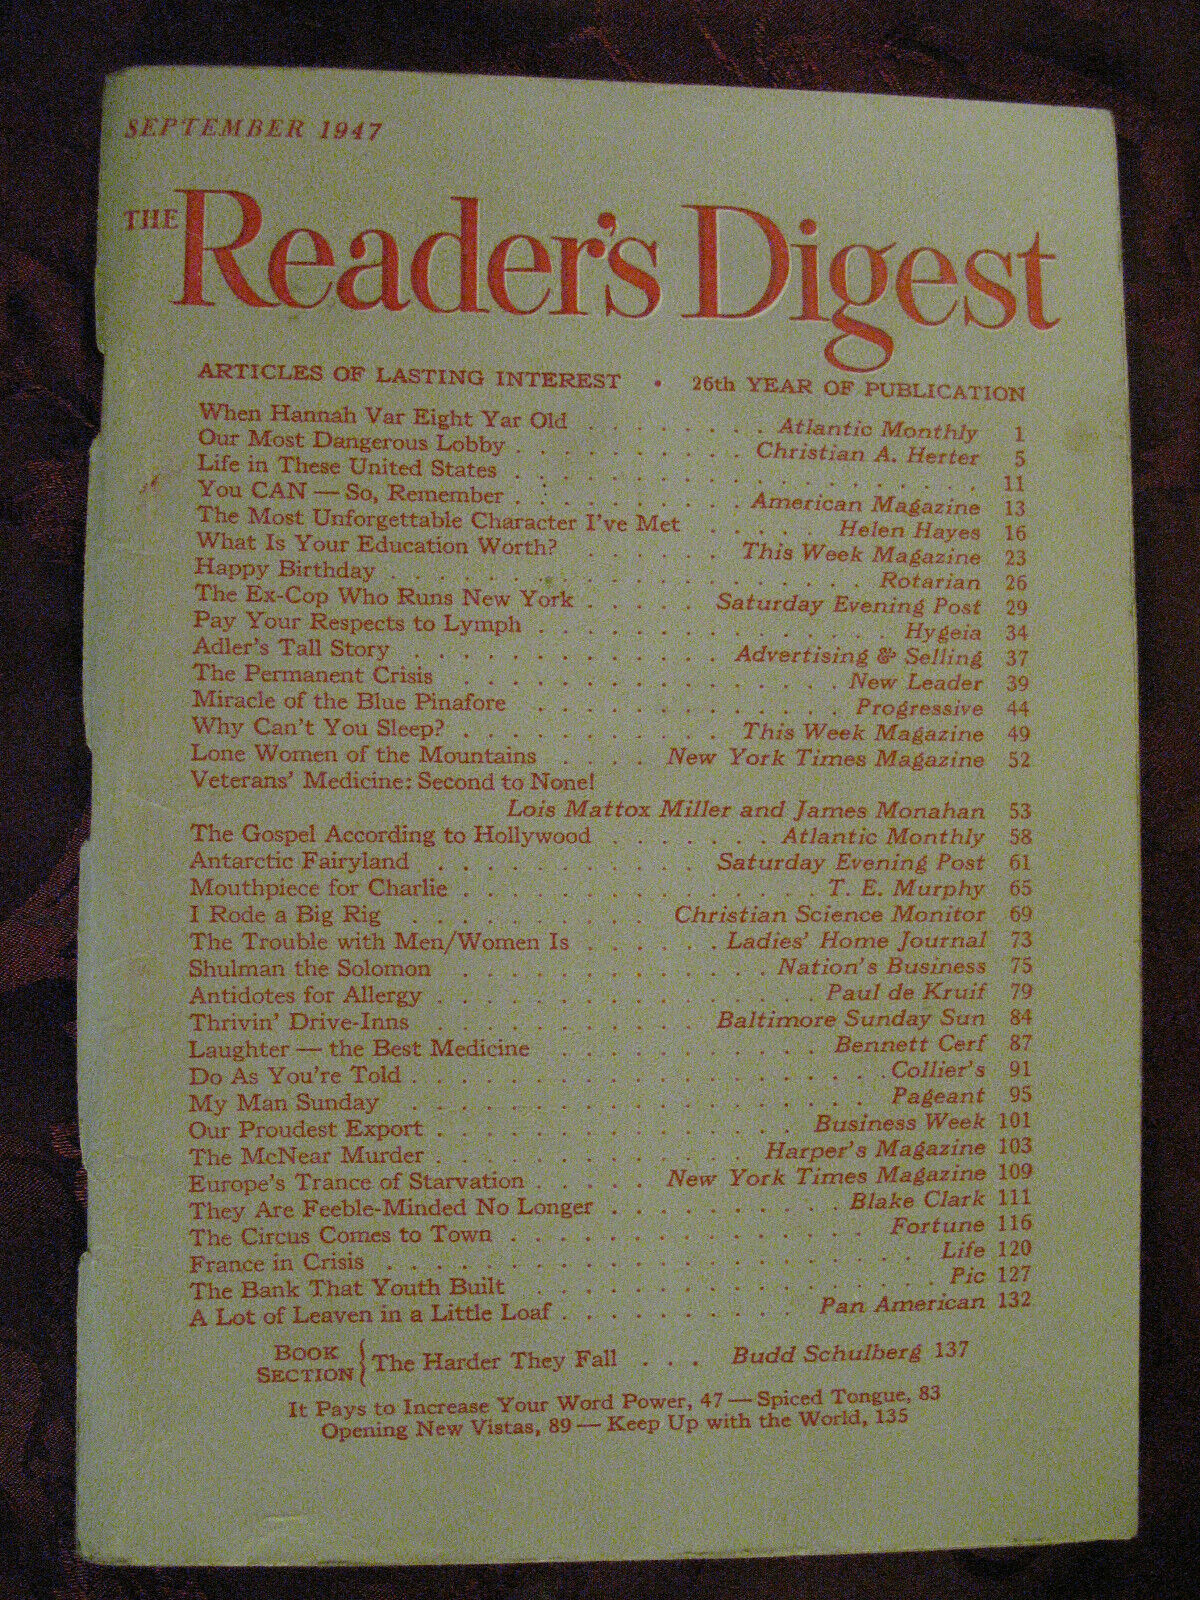 SEPTEMBER 1947
THE Reader's Digest
ARTICLES OF LASTING INTEREST • 26th YEAR OF PUBLICATION
When Hannah Var Eight Yar Old . . . . . . . . Atlantic Monthly 1
Our Most Dangerous Lobby . . . . . . . . . . Christian A. Herter 5
Life in These United States . . . . . . . . . . . . . . . . . . . 11
You CAN — So, Remember . . . . . . . . . . American Magazine 13
The Most Unforgettable Character I've Met . . . . . Helen Hayes 16
What Is Your Education Worth? . . . . . . This Week Magazine 23
Happy Birthday . . . . . . . . . . . . . . . . . . . . Rotarian 26
The Ex-Cop Who Runs New York . . . . . Saturday Evening Post 29
Pay Your Respects to Lymph . . . . . . . . . . . . . . . Hygeia 34
Adler's Tall Story . . . . . . . . . . . . . Advertising & Selling 37
The Permanent Crisis . . . . . . . . . . . . . . . . New Leader 39
Miracle of the Blue Pinafore . . . . . . . . . . . . . Progressive 44
Why Can't You Sleep? . . . . . . . . . . . This Week Magazine 49
Lone Women of the Mountains . . . . New York Times Magazine 52
Veterans' Medicine: Second to None!
Lois Mattox Miller and James Monahan 53
The Gospel According to Hollywood . . . . . . . Atlantic Monthly 58
Antarctic Fairyland . . . . . . . . . . . Saturday Evening Post 61
Mouthpiece for Charlie . . . . . . . . . . . . . . . T. E. Murphy 65
I Rode a Big Rig . . . . . . . . . . . Christian Science Monitor 69
The Trouble with Men/Women Is . . . . . . Ladies' Home Journal 73
Shulman the Solomon . . . . . . . . . . . . . Nation's Business 75
Antidotes for Allergy . . . . . . . . . . . . . . . . Paul de Kruif 79
Thrivin' Drive-Inns . . . . . . . . . . . . Baltimore Sunday Sun 84
Laughter — the Best Medicine . . . . . . . . . . . Bennett Cerf 87
Do As You're Told . . . . . . . . . . . . . . . . . . . . Collier's 91
My Man Sunday . . . . . . . . . . . . . . . . . . . . Pageant 95
Our Proudest Export . . . . . . . . . . . . . . . Business Week 101
The McNear Murder . . . . . . . . . . . . . Harper's Magazine 103
Europe's Trance of Starvation . . . . . New York Times Magazine 109
They Are Feeble-Minded No Longer . . . . . . . . . . Blake Clark 111
The Circus Comes to Town . . . . . . . . . . . . . . . Fortune 116
France in Crisis . . . . . . . . . . . . . . . . . . . . . . Life 120
The Bank That Youth Built . . . . . . . . . . . . . . . . . Pic 127
A Lot of Leaven in a Little Loaf . . . . . . . . . . . Pan American 132
BOOK SECTION { The Harder They Fall . . . Budd Schulberg 137
It Pays to Increase Your Word Power, 47 — Spiced Tongue, 83
Opening New Vistas, 89 — Keep Up with the World, 135